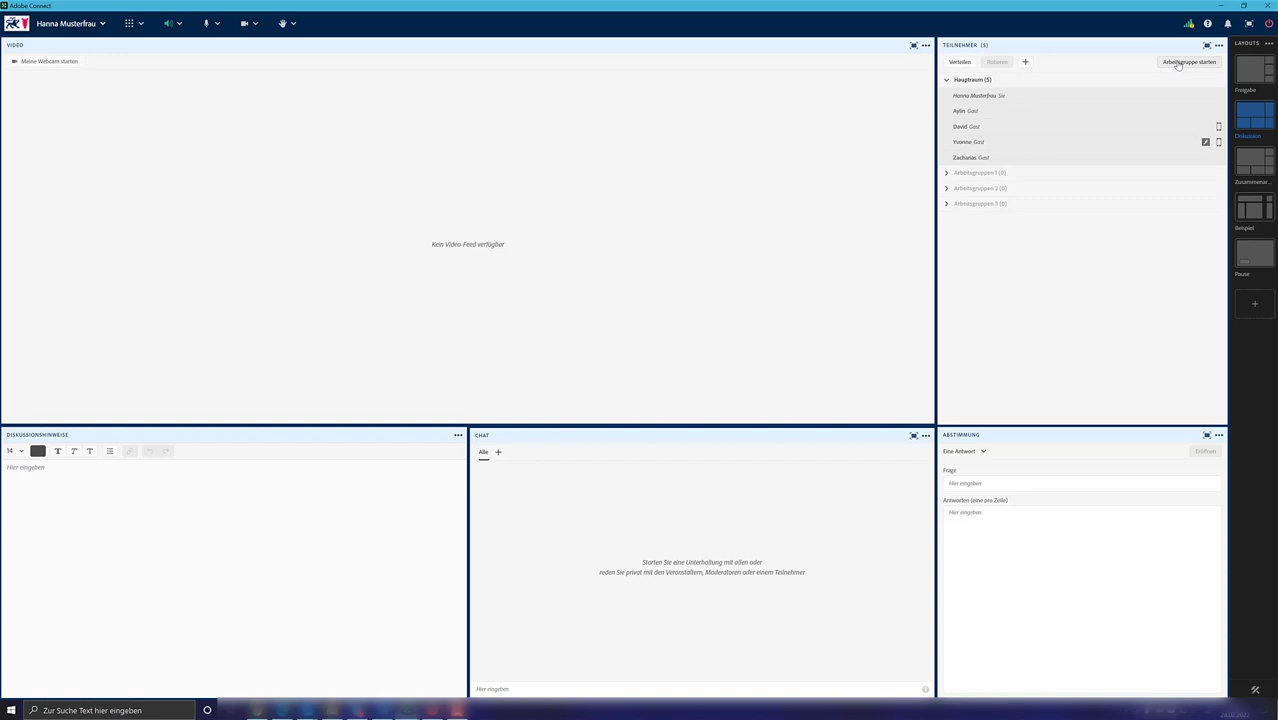 Adobe Connect
Hanna Musterfrau
VIDEO
Meine Webcam starten
Kein Video-Feed verfügbar
TEILNEHMER (5)
Verteilen Rotieren + Arbeitsgruppe starten
Hauptraum (5)
Hanna Musterfrau Sie
Aylin Gast
David Gast
Yvonne Gast
Zacharias Gast
Arbeitsgruppen 1 (0)
Arbeitsgruppen 2 (0)
Arbeitsgruppen 3 (0)
LAYOUTS
Freigabe
Diskussion
Zusammenar...
Beispiel
Pause
DISKUSSIONSHINWEISE
14
Hier eingeben
CHAT
Alle +
Starten Sie eine Unterhaltung mit allen oder
reden Sie privat mit den Veranstaltern, Moderatoren oder einem Teilnehmer
Hier eingeben
ABSTIMMUNG
Eine Antwort Eröffnen
Frage
Hier eingeben
Antworten (eine pro Zeile)
Hier eingeben
Zur Suche Text hier eingeben
20.02.2022